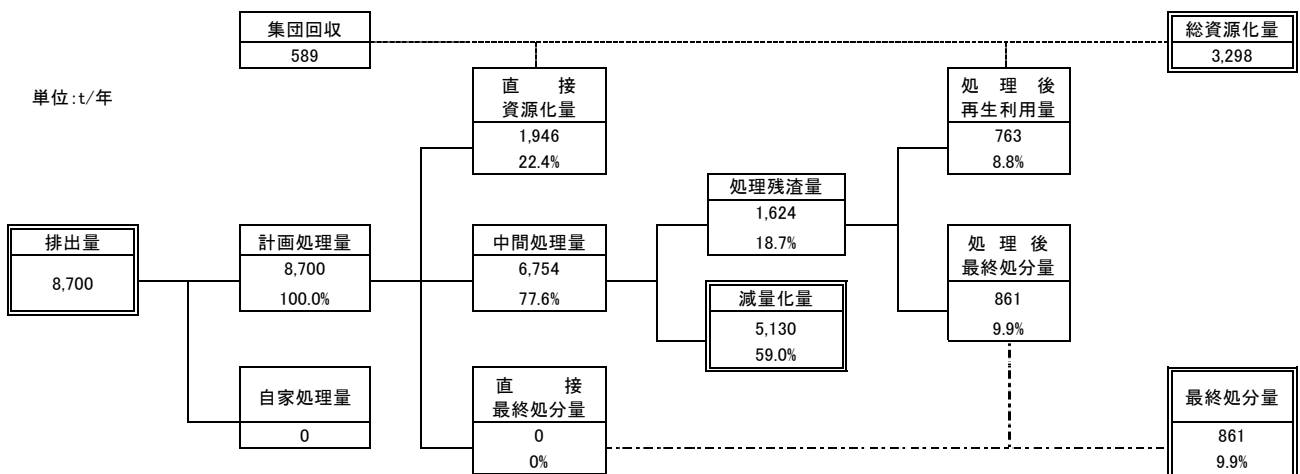 集団回収
589
総資源化量
3,298
単位:t/年
直　接
資源化量
1,946
22.4%
処 理 後
再生利用量
763
8.8%
処理残渣量
1,624
18.7%
排出量
8,700
計画処理量
8,700
100.0%
中間処理量
6,754
77.6%
減量化量
5,130
59.0%
処 理 後
最終処分量
861
9.9%
自家処理量
0
直　接
最終処分量
0
0%
最終処分量
861
9.9%